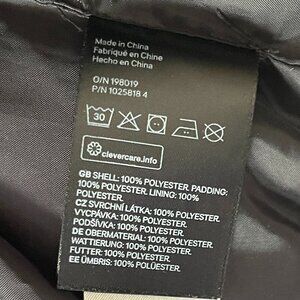 Made in China
Fabriqué en Chine
Hecho en China
O/N 198019
P/N 1025818 4
30
clevercare.info
GB SHELL: 100% POLYESTER. PADDING:
100% POLYESTER. LINING: 100%
POLYESTER.
CZ SVRCHNÍ LÁTKA: 100% POLYESTER.
VYCPÁVKA: 100% POLYESTER.
PODŠÍVKA: 100% POLYESTER.
DE OBERMATERIAL: 100% POLYESTER.
WATTIERUNG: 100% POLYESTER.
FUTTER: 100% POLYESTER.
EE ÜMBRIS: 100% POLÜESTER.